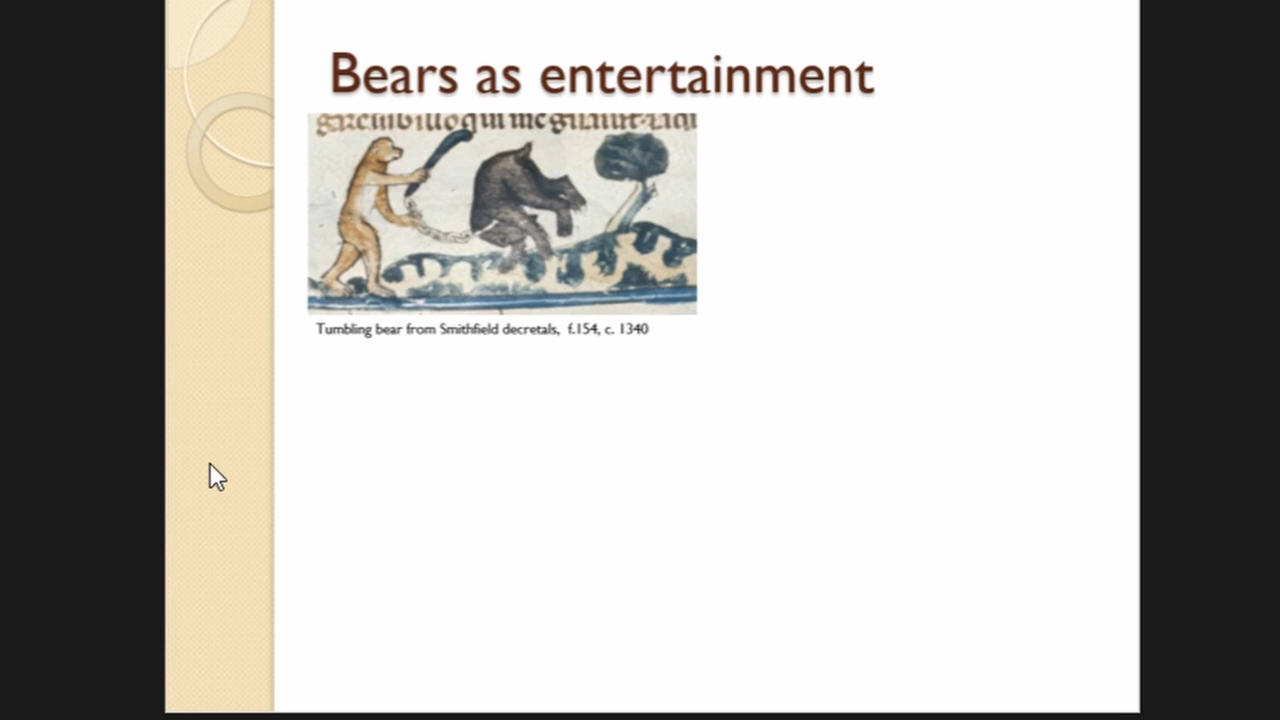 Bears as entertainment
Tumbling bear from Smithfield decretals, f.154, c. 1340